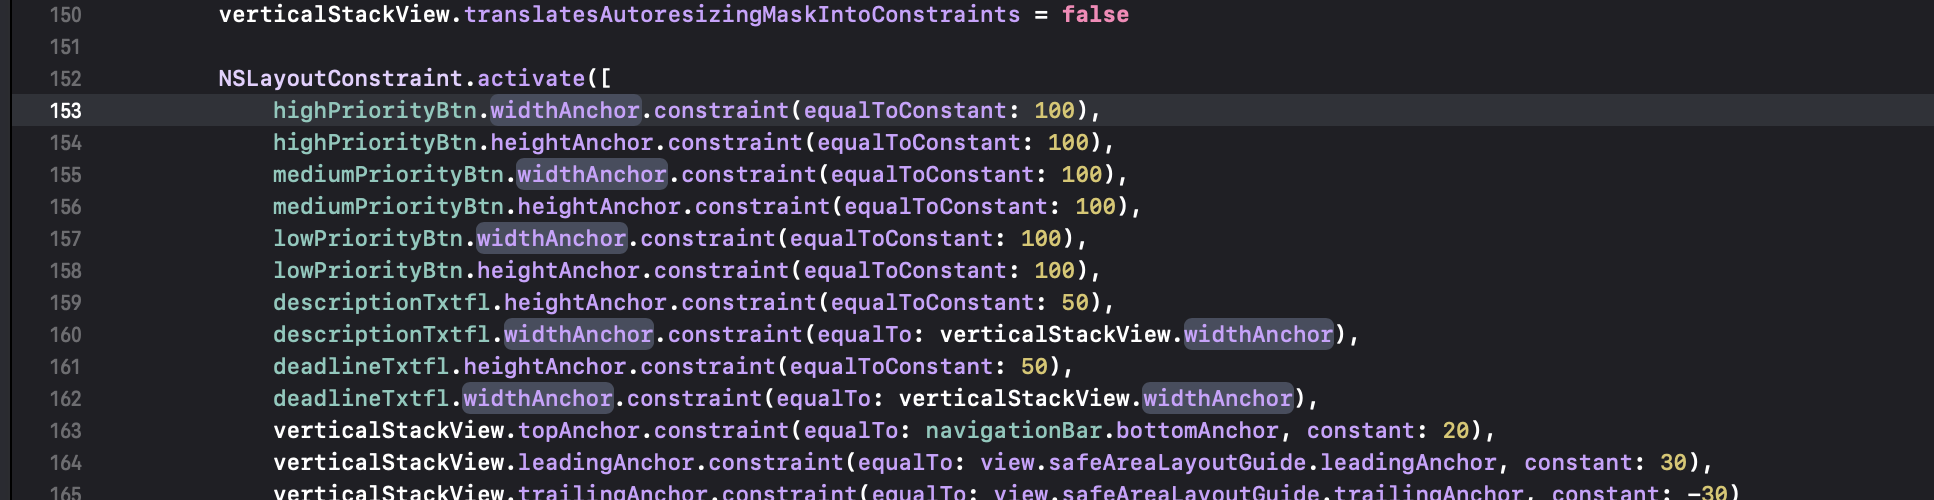 150 verticalStackView.translatesAutoresizingMaskIntoConstraints = false
151
152 NSLayoutConstraint.activate([
153 highPriorityBtn.widthAnchor.constraint(equalToConstant: 100),
154 highPriorityBtn.heightAnchor.constraint(equalToConstant: 100),
155 mediumPriorityBtn.widthAnchor.constraint(equalToConstant: 100),
156 mediumPriorityBtn.heightAnchor.constraint(equalToConstant: 100),
157 lowPriorityBtn.widthAnchor.constraint(equalToConstant: 100),
158 lowPriorityBtn.heightAnchor.constraint(equalToConstant: 100),
159 descriptionTxtfl.heightAnchor.constraint(equalToConstant: 50),
160 descriptionTxtfl.widthAnchor.constraint(equalTo: verticalStackView.widthAnchor),
161 deadlineTxtfl.heightAnchor.constraint(equalToConstant: 50),
162 deadlineTxtfl.widthAnchor.constraint(equalTo: verticalStackView.widthAnchor),
163 verticalStackView.topAnchor.constraint(equalTo: navigationBar.bottomAnchor, constant: 20),
164 verticalStackView.leadingAnchor.constraint(equalTo: view.safeAreaLayoutGuide.leadingAnchor, constant: 30),
165 verticalStackView.trailingAnchor.constraint(equalTo: view.safeAreaLayoutGuide.trailingAnchor, constant: -30)